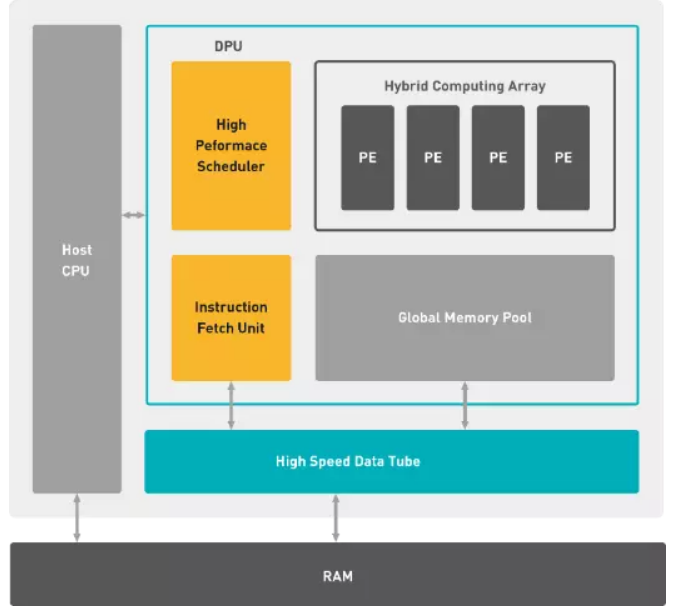 DPU
High
Peformace
Scheduler
Hybrid Computing Array
PE PE PE PE
Host
CPU
Instruction
Fetch Unit
Global Memory Pool
High Speed Data Tube
RAM